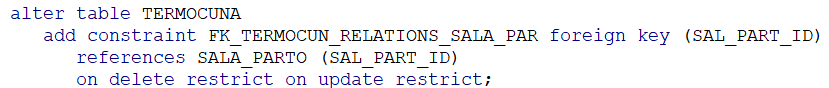 alter table TERMOCUNA
add constraint FK_TERMOCUN_RELATIONS_SALA_PAR foreign key (SAL_PART_ID)
references SALA_PARTO (SAL_PART_ID)
on delete restrict on update restrict;